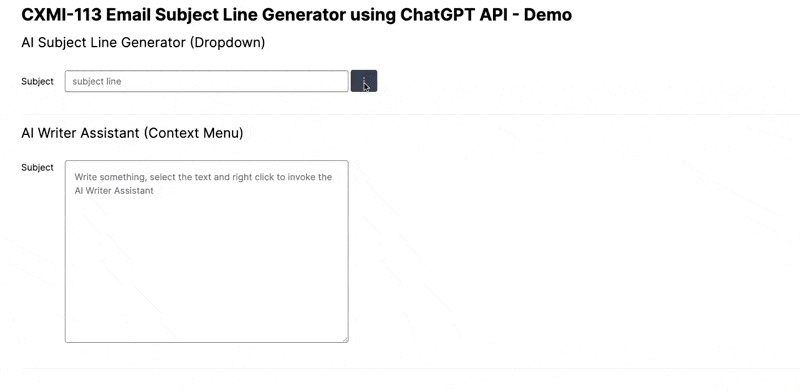 CXMI-113 Email Subject Line Generator using ChatGPT API - Demo
AI Subject Line Generator (Dropdown)
Subject
subject line
AI Writer Assistant (Context Menu)
Subject
Write something, select the text and right click to invoke the
AI Writer Assistant